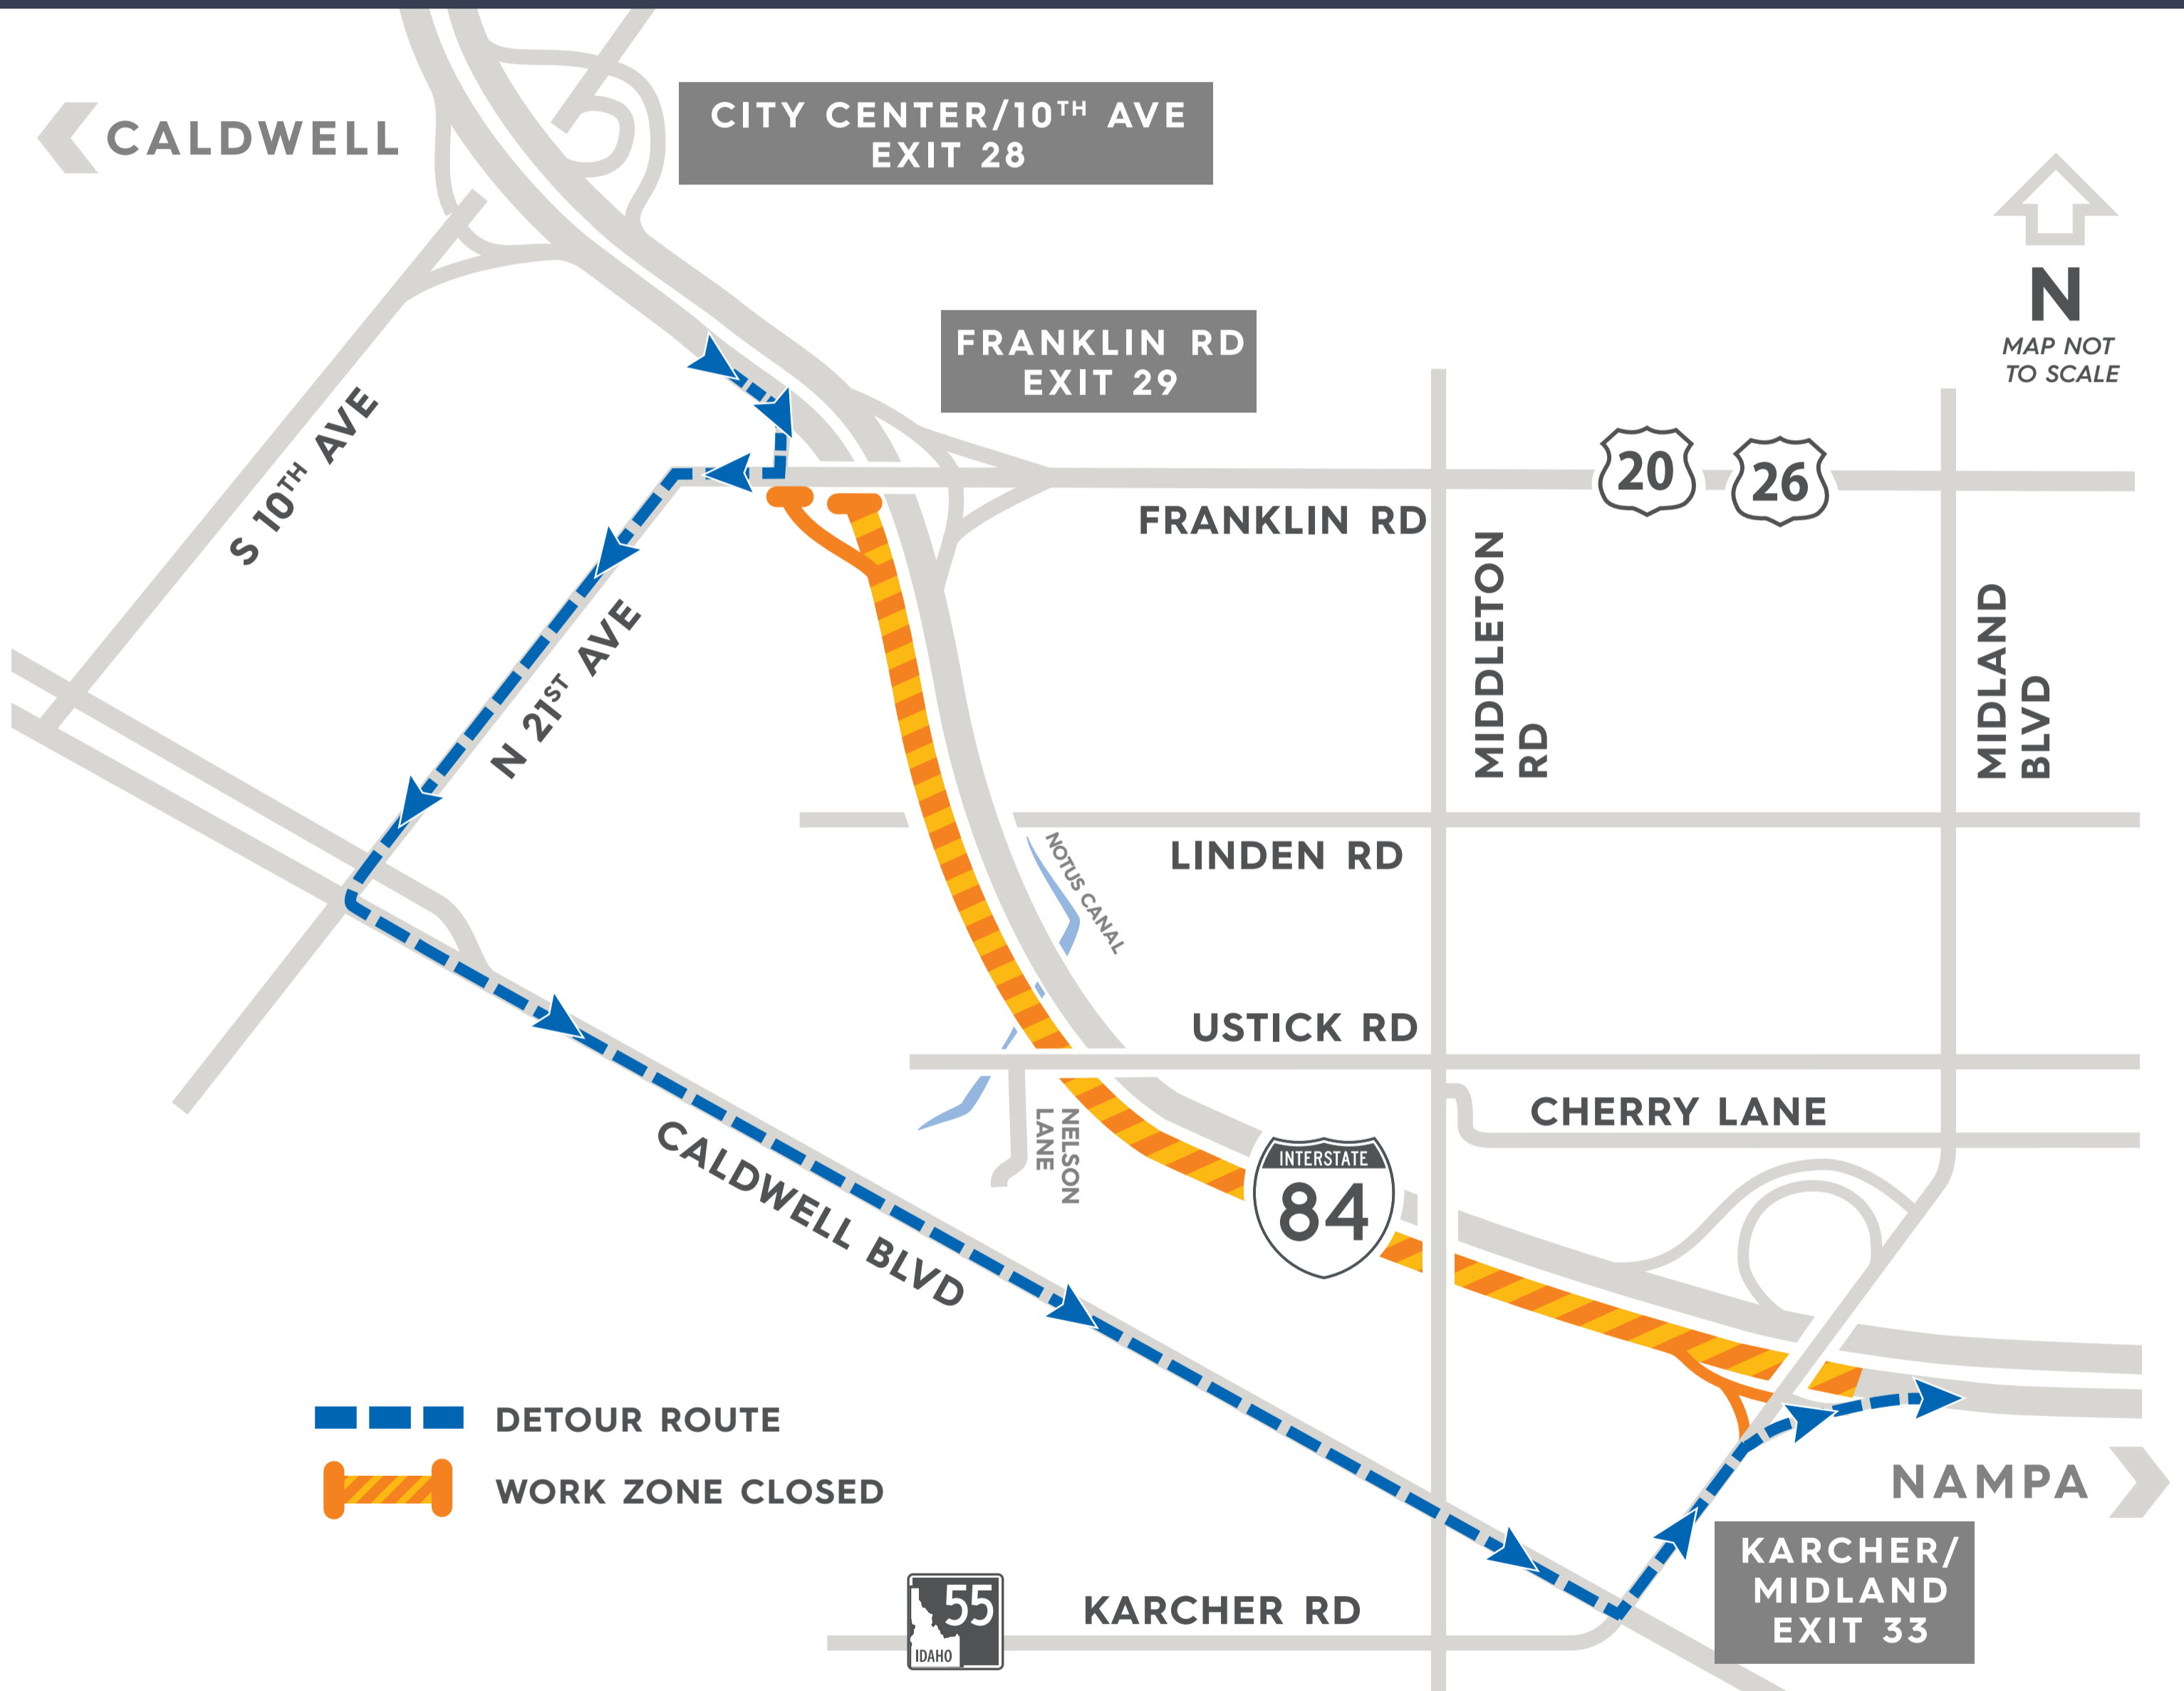 CALDWELL
CITY CENTER/10TH AVE
EXIT 28
FRANKLIN RD
EXIT 29
N
MAP NOT
TO SCALE
S 10TH AVE
20
26
FRANKLIN RD
N 21ST AVE
MIDDLETON
RD
MIDLAND
BLVD
LINDEN RD
NOTUS CANAL
USTICK RD
CHERRY LANE
NELSON
LANE
INTERSTATE
84
CALDWELL BLVD
DETOUR ROUTE
WORK ZONE CLOSED
NAMPA
KARCHER/
MIDLAND
EXIT 33
55
IDAHO
KARCHER RD